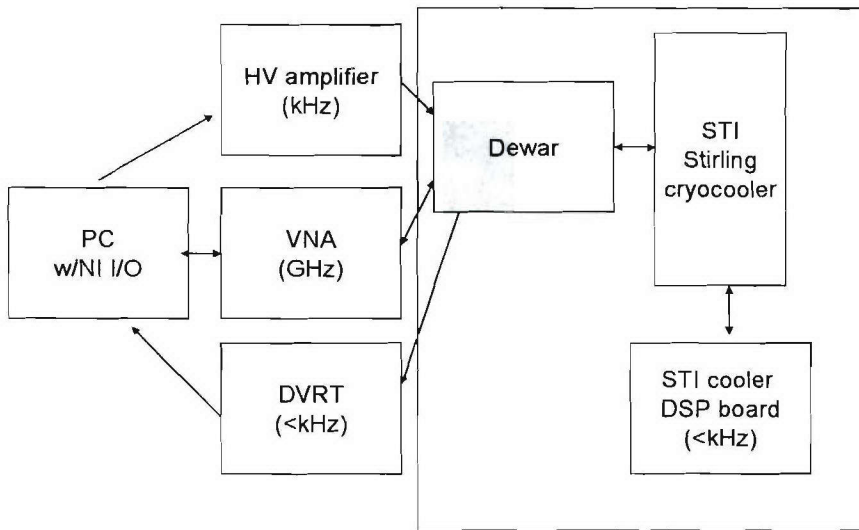 HV amplifier
(kHz)
Dewar
STI
Stirling
cryocooler
PC
w/NI I/O
VNA
(GHz)
DVRT
(<kHz)
STI cooler
DSP board
(<kHz)